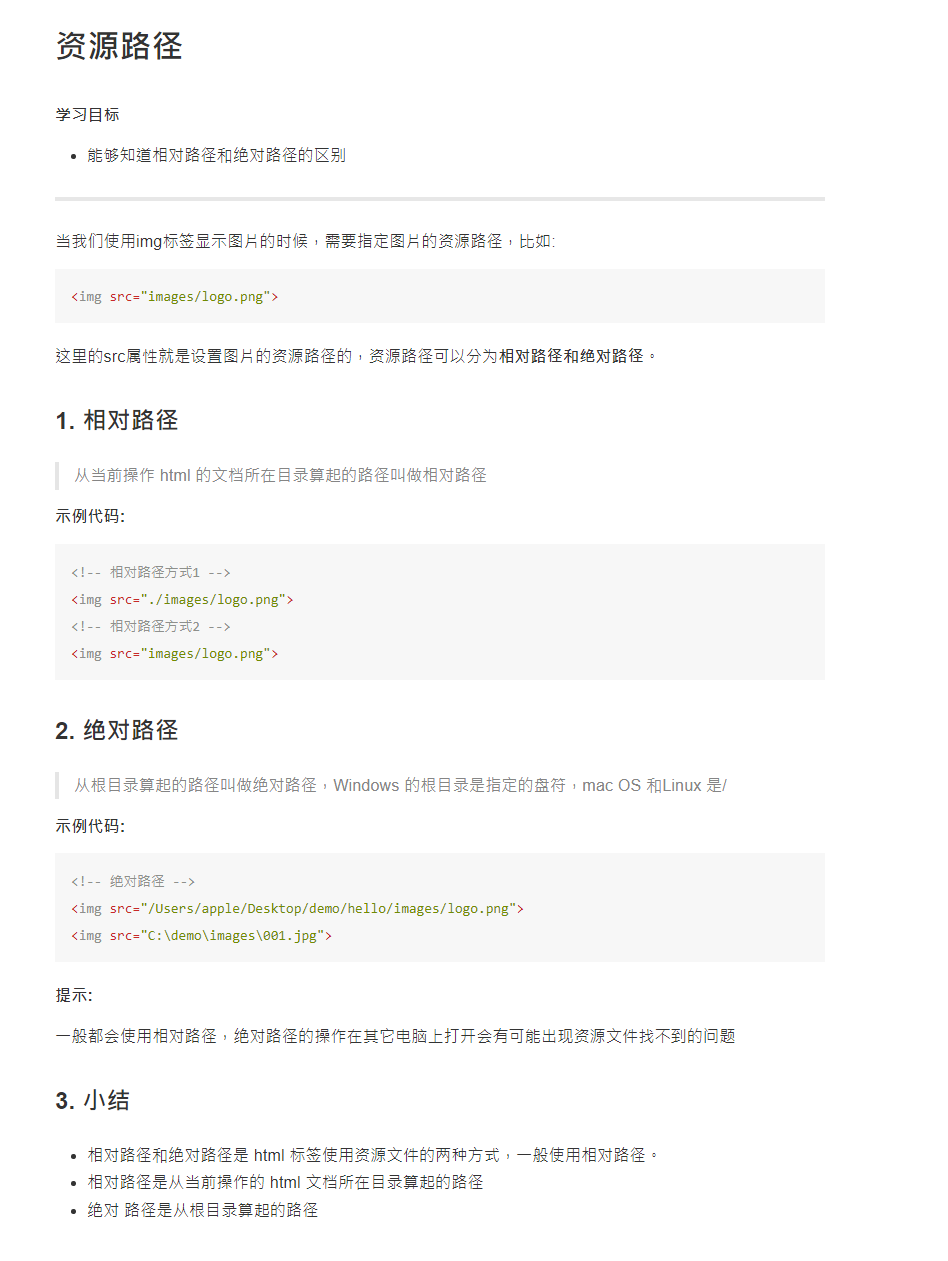 资源路径
学习目标
• 能够知道相对路径和绝对路径的区别
当我们使用img标签显示图片的时候，需要指定图片的资源路径，比如:
<img src="images/logo.png">
这里的src属性就是设置图片的资源路径的，资源路径可以分为相对路径和绝对路径。
1. 相对路径
从当前操作 html 的文档所在目录算起的路径叫做相对路径
示例代码:
<!-- 相对路径方式1 -->
<img src="./images/logo.png">
<!-- 相对路径方式2 -->
<img src="images/logo.png">
2. 绝对路径
从根目录算起的路径叫做绝对路径，Windows 的根目录是指定的盘符，mac OS 和Linux 是/
示例代码:
<!-- 绝对路径 -->
<img src="/Users/apple/Desktop/demo/hello/images/logo.png">
<img src="C:\demo\images\001.jpg">
提示:
一般都会使用相对路径，绝对路径的操作在其它电脑上打开会有可能出现资源文件找不到的问题
3. 小结
• 相对路径和绝对路径是 html 标签使用资源文件的两种方式，一般使用相对路径。
• 相对路径是从当前操作的 html 文档所在目录算起的路径
• 绝对 路径是从根目录算起的路径